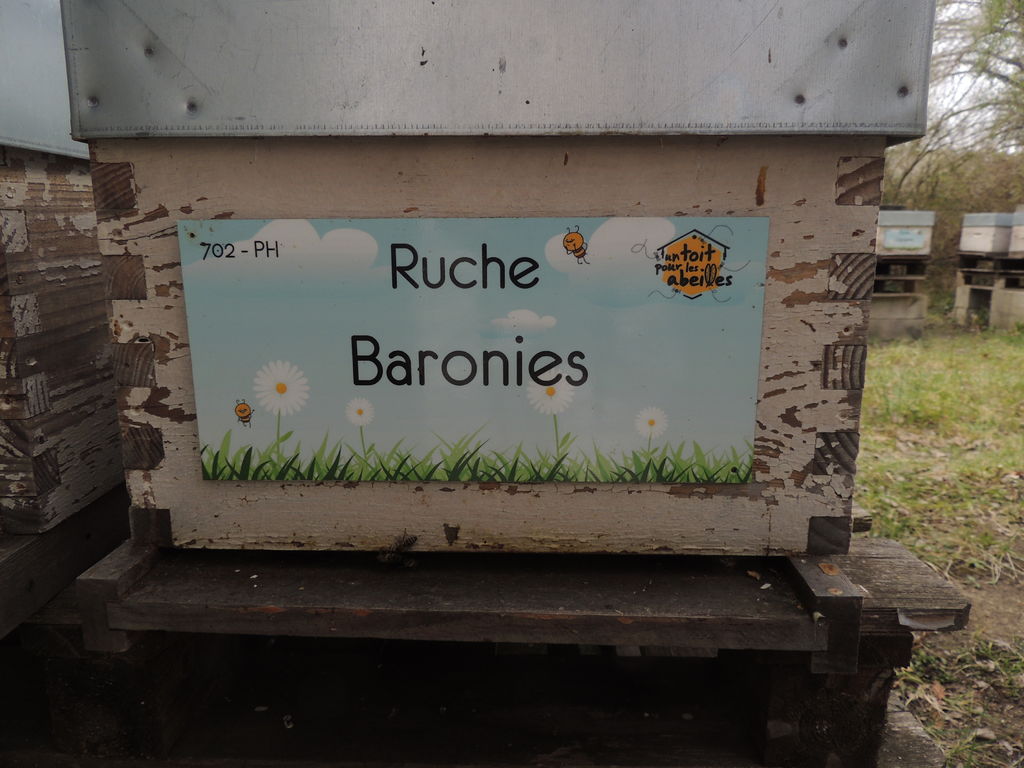 702 - PH
Ruche
Baronies
un toit
pour les
abeilles